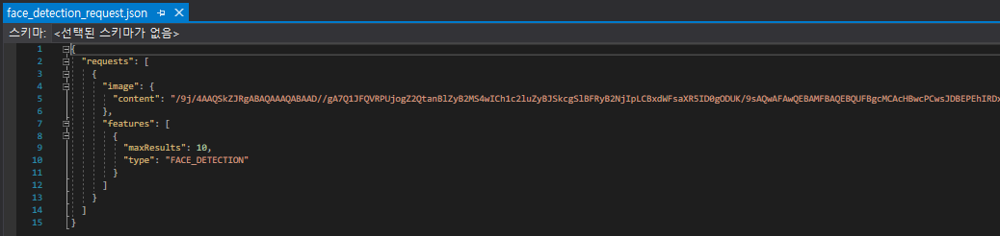 face_detection_request.json
스키마: <선택된 스키마가 없음>
1 {
2 "requests": [
3 {
4 "image": {
5 "content": "/9j/4AAQSkZJRgABAQAAAQABAAD//gA7Q1JFQVRPUjogZ2QtanBlZyB2MS4wICh1c2luZyBJSkcgSlBFRyB2NjIpLCBxdWFsaXR5ID0gODUK/9sAQwAFAwQEBAMFBAQEBQUFBgcMCAcHBwcPCwsJDBEPEhIRDx
6 },
7 "features": [
8 {
9 "maxResults": 10,
10 "type": "FACE_DETECTION"
11 }
12 ]
13 }
14 ]
15 }